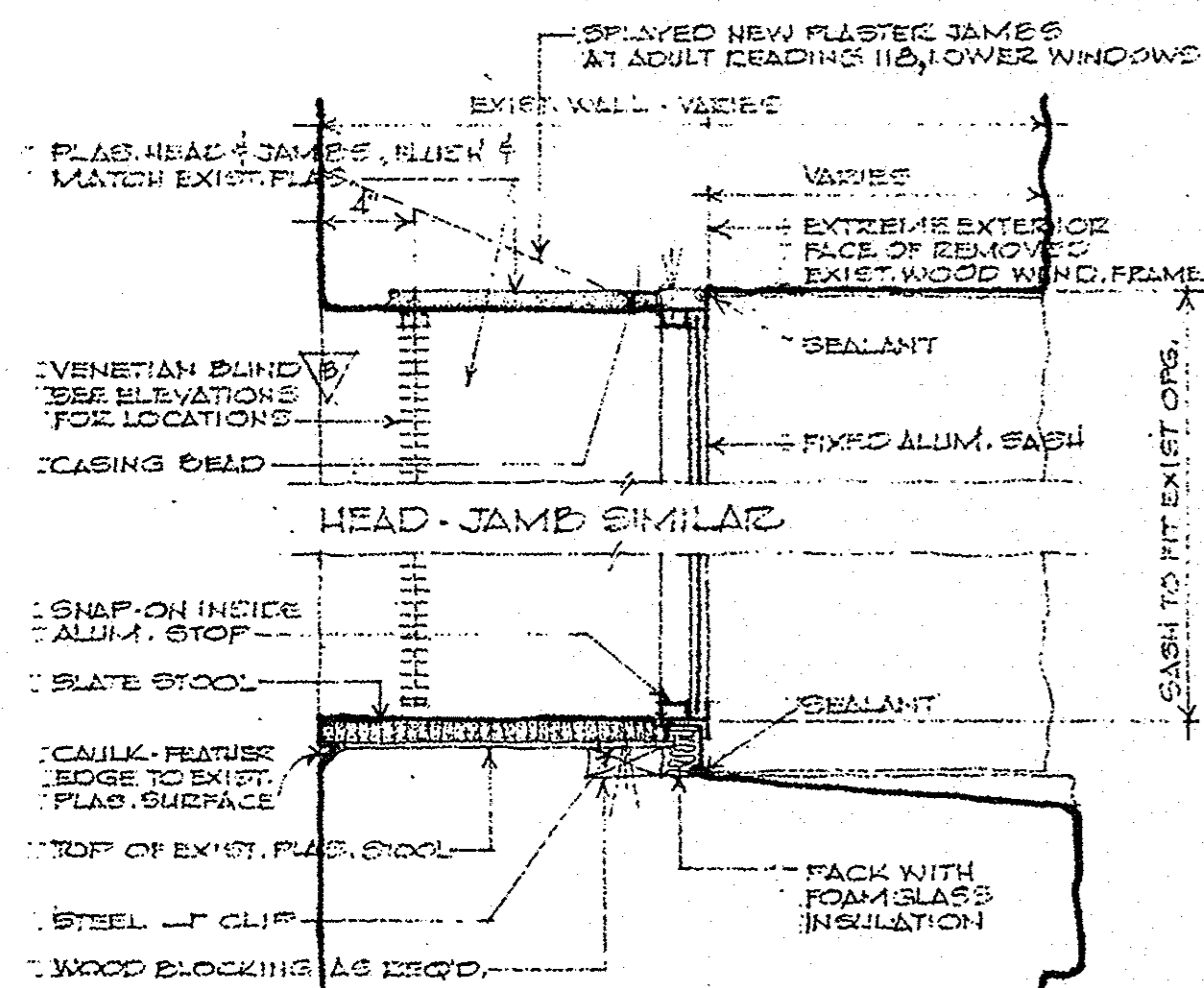 SPLAYED NEW PLASTER JAMBS
AT ADULT READING 118, LOWER WINDOWS
EXIST. WALL - VARIES
PLAS. HEAD & JAMBS, FLUSH &
MATCH EXIST. PLAS.
4"
VARIES
EXTREME EXTERIOR
FACE OF REMOVED
EXIST. WOOD WIND. FRAME
SEALANT
VENETIAN BLIND
SEE ELEVATIONS
FOR LOCATIONS
CASING BEAD
FIXED ALUM. SASH
SASH TO FIT EXIST OPG.
HEAD - JAMB SIMILAR
SNAP-ON INSIDE
ALUM. STOP
SLATE STOOL
SEALANT
CAULK - FEATHER
EDGE TO EXIST.
PLAS. SURFACE
TOP OF EXIST. PLAS. STOOL
PACK WITH
FOAMGLASS
INSULATION
STEEL CLIP
WOOD BLOCKING AS REQ'D.